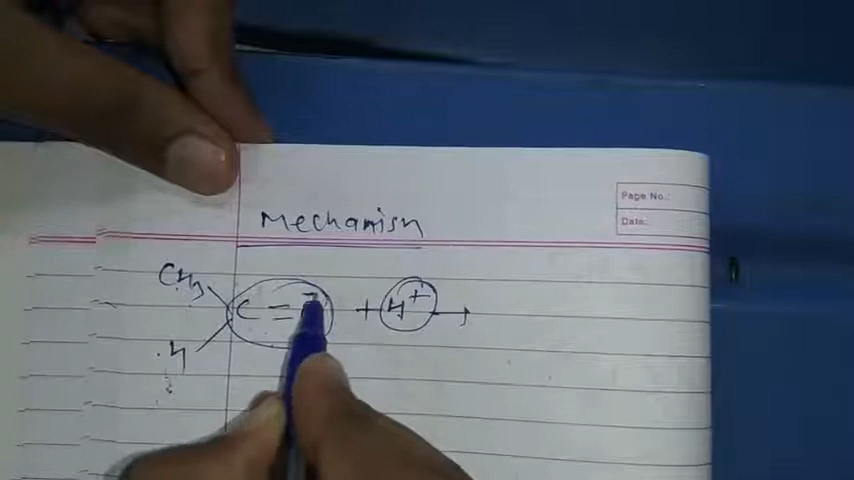 Page No.:
Date:
Mechanism
CH3
C = + H+ →
H